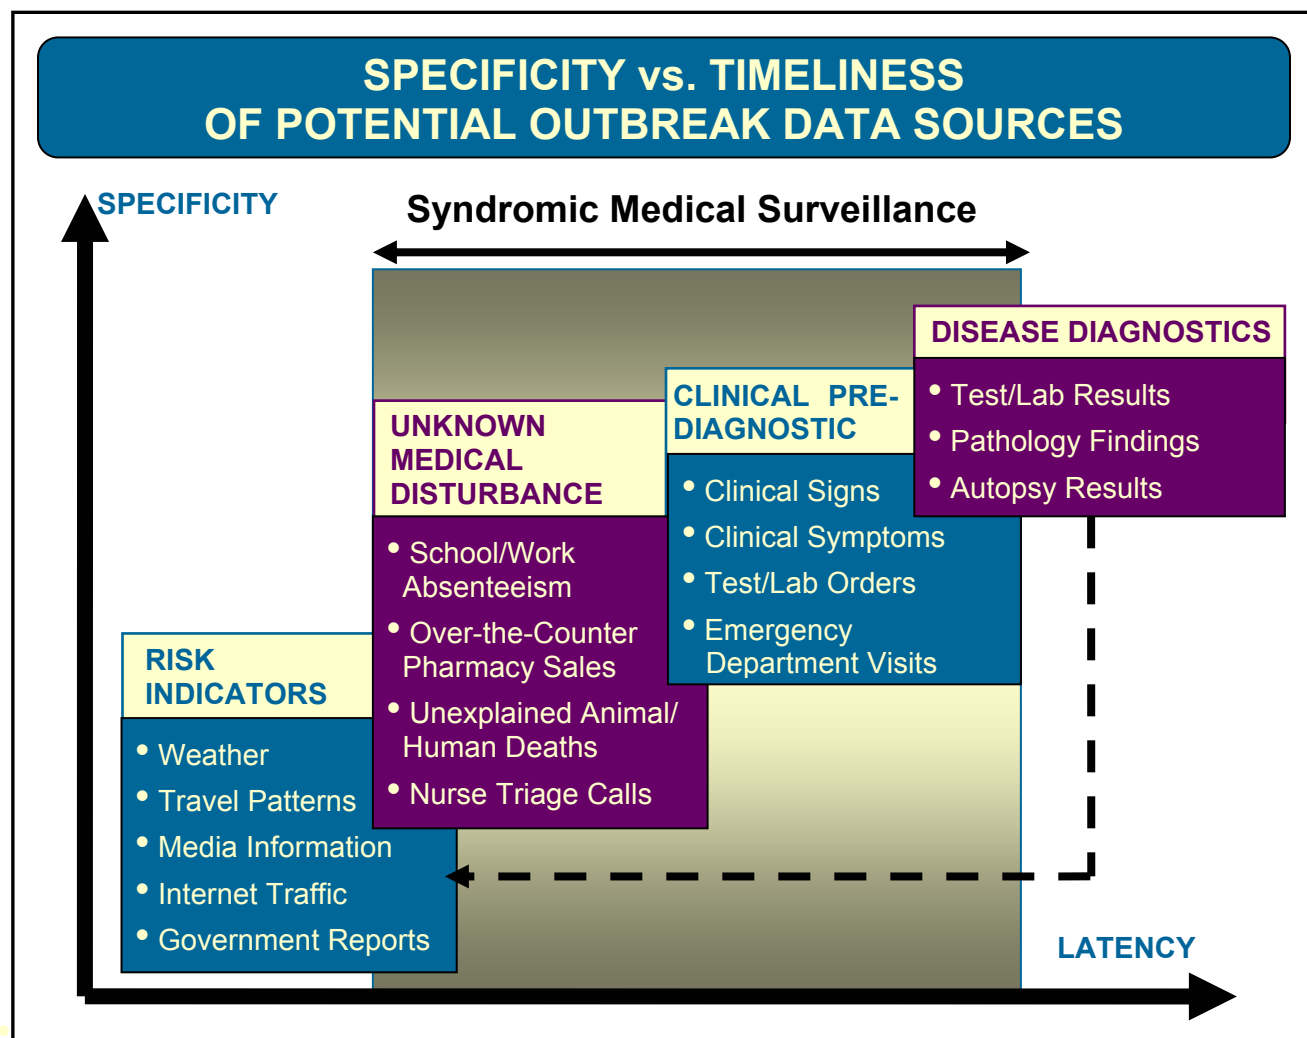 SPECIFICITY vs. TIMELINESS
OF POTENTIAL OUTBREAK DATA SOURCES
SPECIFICITY
Syndromic Medical Surveillance
DISEASE DIAGNOSTICS
• Test/Lab Results
• Pathology Findings
• Autopsy Results
CLINICAL PRE-
DIAGNOSTIC
• Clinical Signs
• Clinical Symptoms
• Test/Lab Orders
• Emergency
Department Visits
UNKNOWN
MEDICAL
DISTURBANCE
• School/Work
Absenteeism
• Over-the-Counter
Pharmacy Sales
• Unexplained Animal/
Human Deaths
• Nurse Triage Calls
RISK
INDICATORS
• Weather
• Travel Patterns
• Media Information
• Internet Traffic
• Government Reports
LATENCY